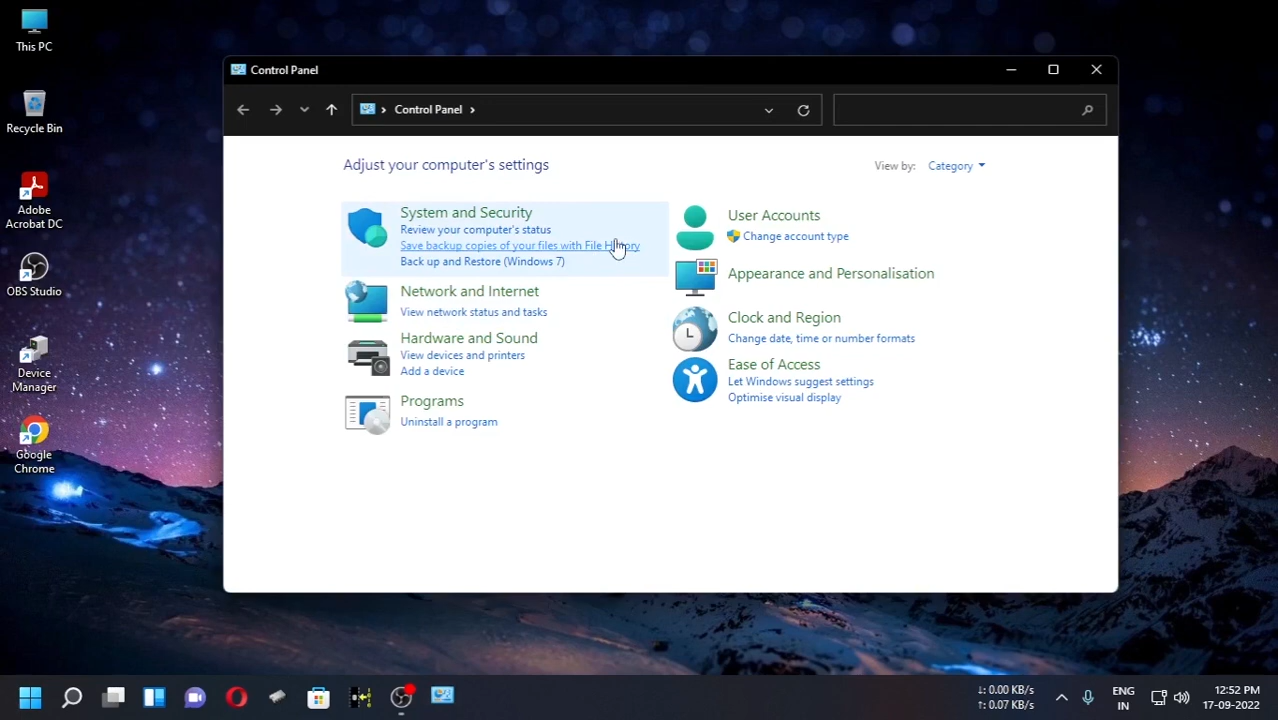 This PC
Recycle Bin
Adobe
Acrobat DC
OBS Studio
Device
Manager
Google
Chrome
Control Panel
Control Panel
Adjust your computer's settings
View by:
Category
System and Security
Review your computer's status
Save backup copies of your files with File History
Back up and Restore (Windows 7)
Network and Internet
View network status and tasks
Hardware and Sound
View devices and printers
Add a device
Programs
Uninstall a program
User Accounts
Change account type
Appearance and Personalisation
Clock and Region
Change date, time or number formats
Ease of Access
Let Windows suggest settings
Optimise visual display
↓: 0.00 KB/s
↑: 0.07 KB/s
ENG
IN
12:52 PM
17-09-2022